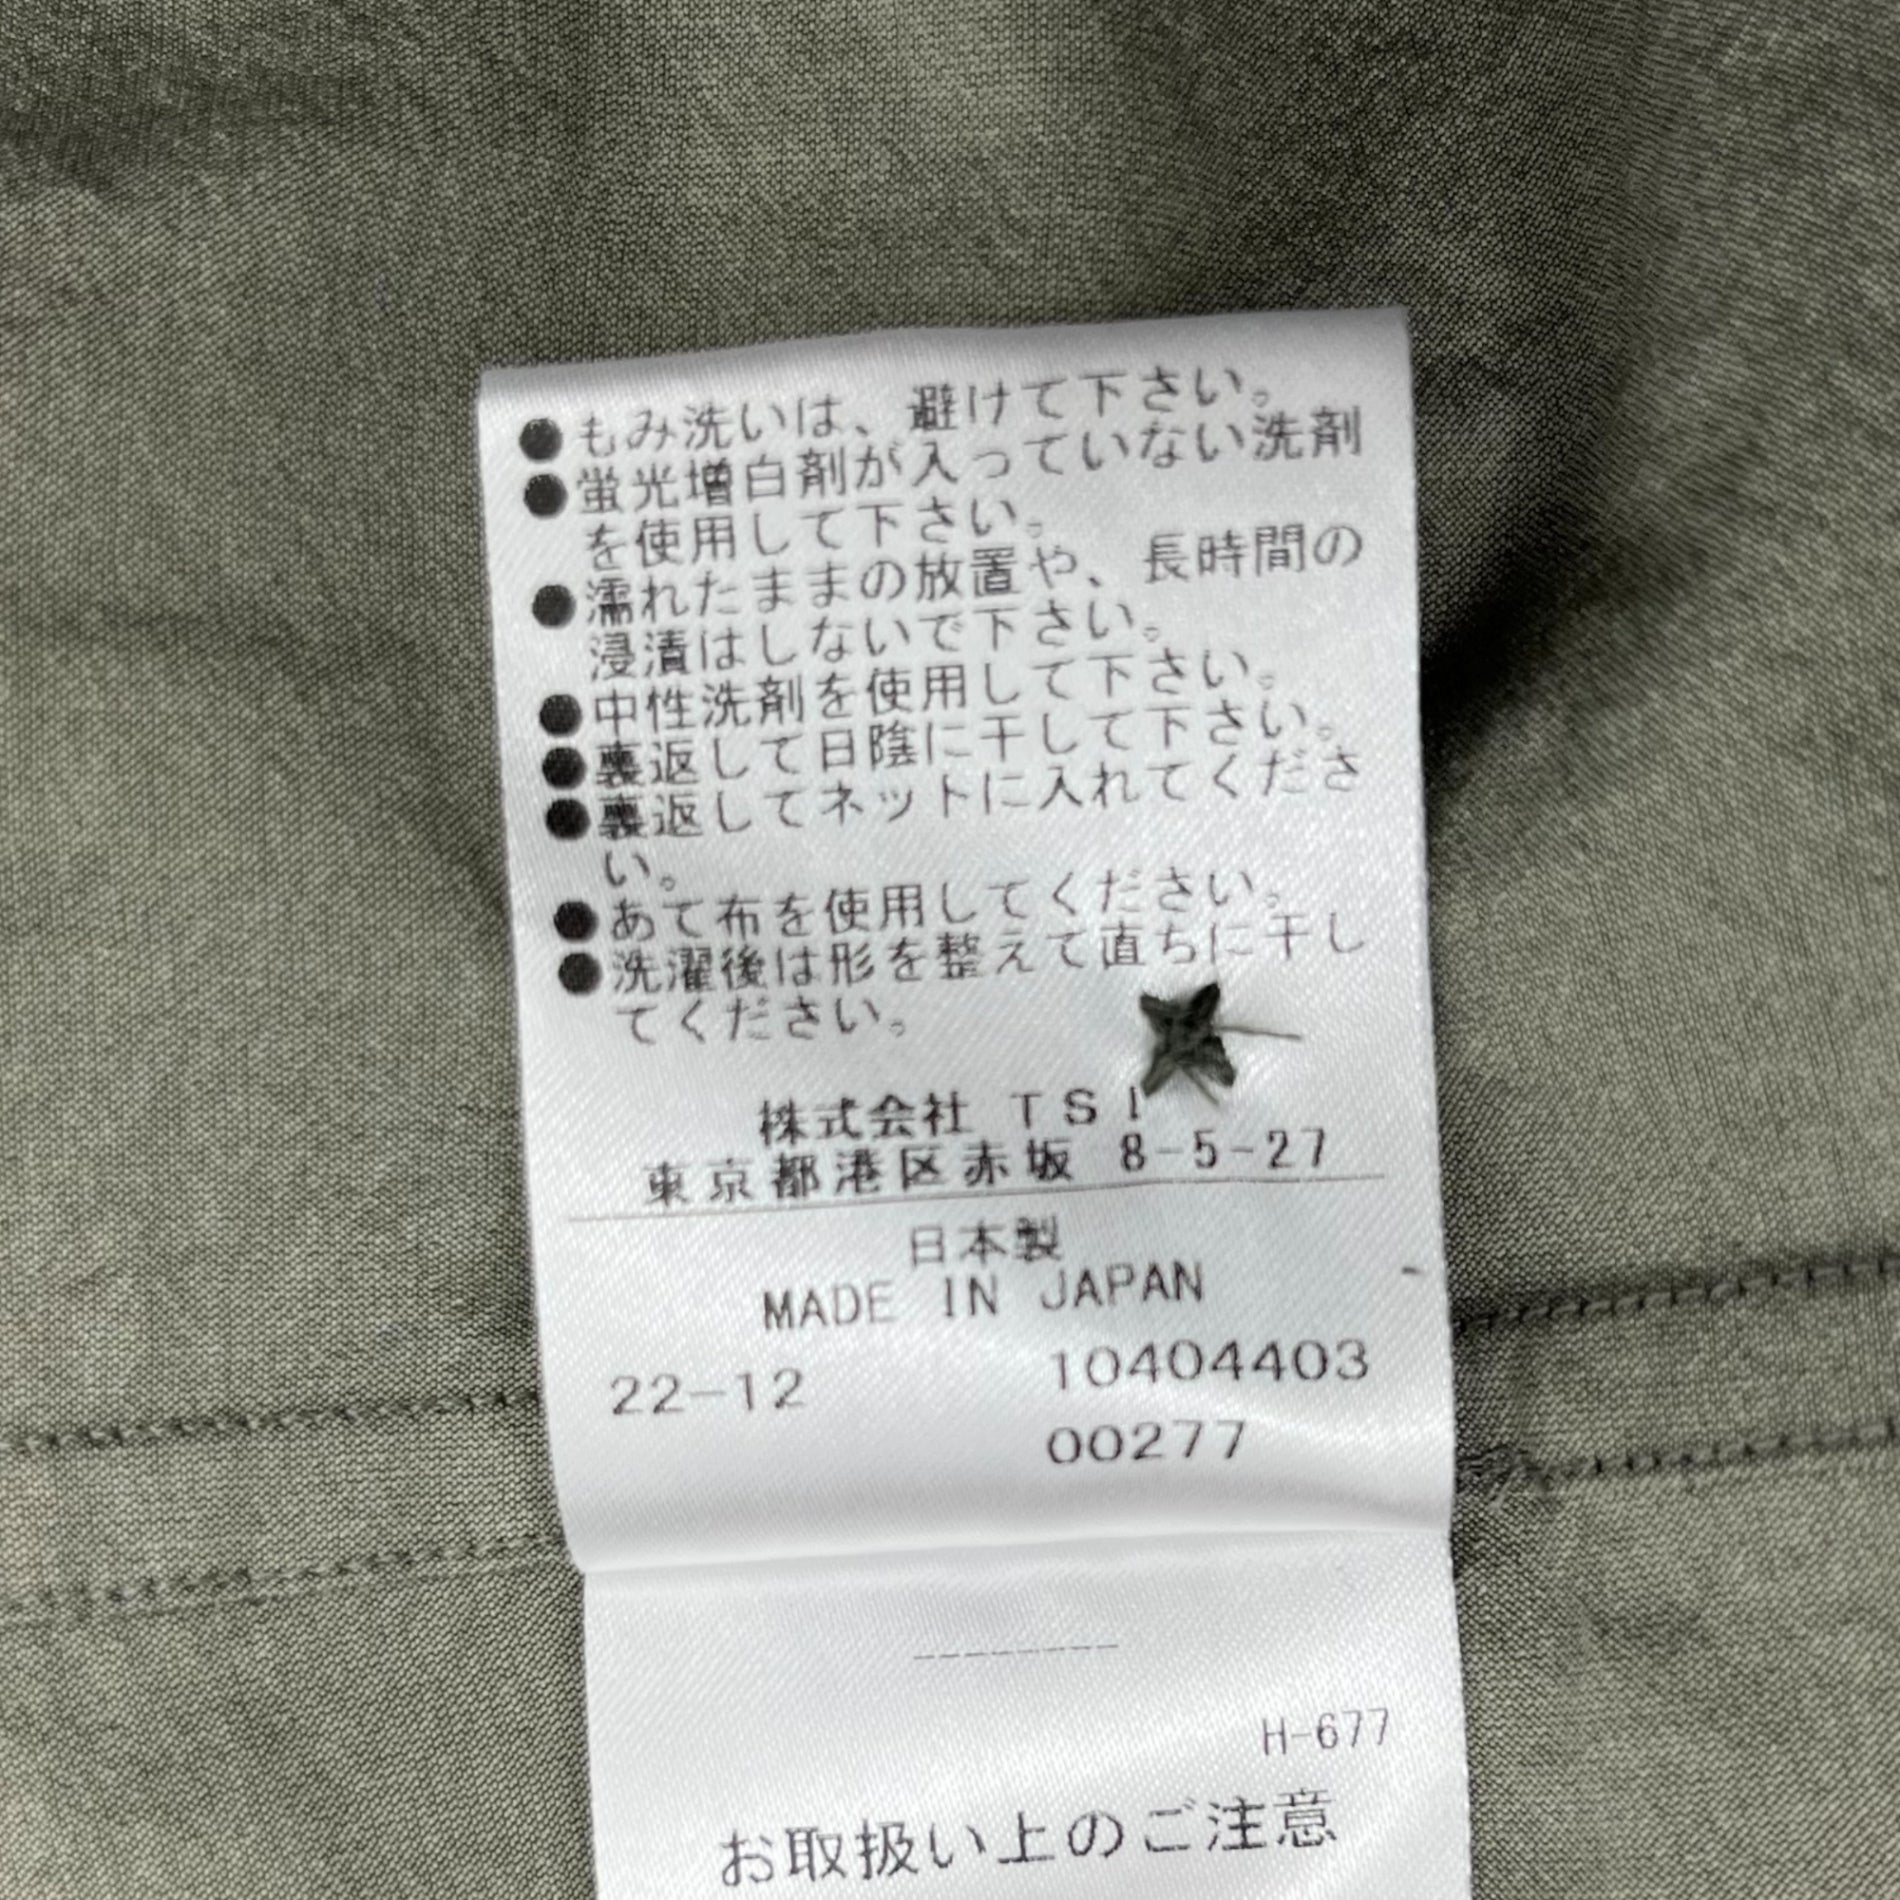 ●もみ洗いは、避けて下さい。
●蛍光増白剤が入っていない洗剤
を使用して下さい。
●濡れたままの放置や、長時間の
浸漬はしないで下さい。
●中性洗剤を使用して下さい。
●裏返して日陰に干して下さい。
●裏返してネットに入れてくださ
い。
●あて布を使用してください。
●洗濯後は形を整えて直ちに干し
てください。
株式会社 TSI
東京都港区赤坂 8-5-27
日本製
MADE IN JAPAN
22-12 10404403
00277
--------
H-677
お取扱い上のご注意